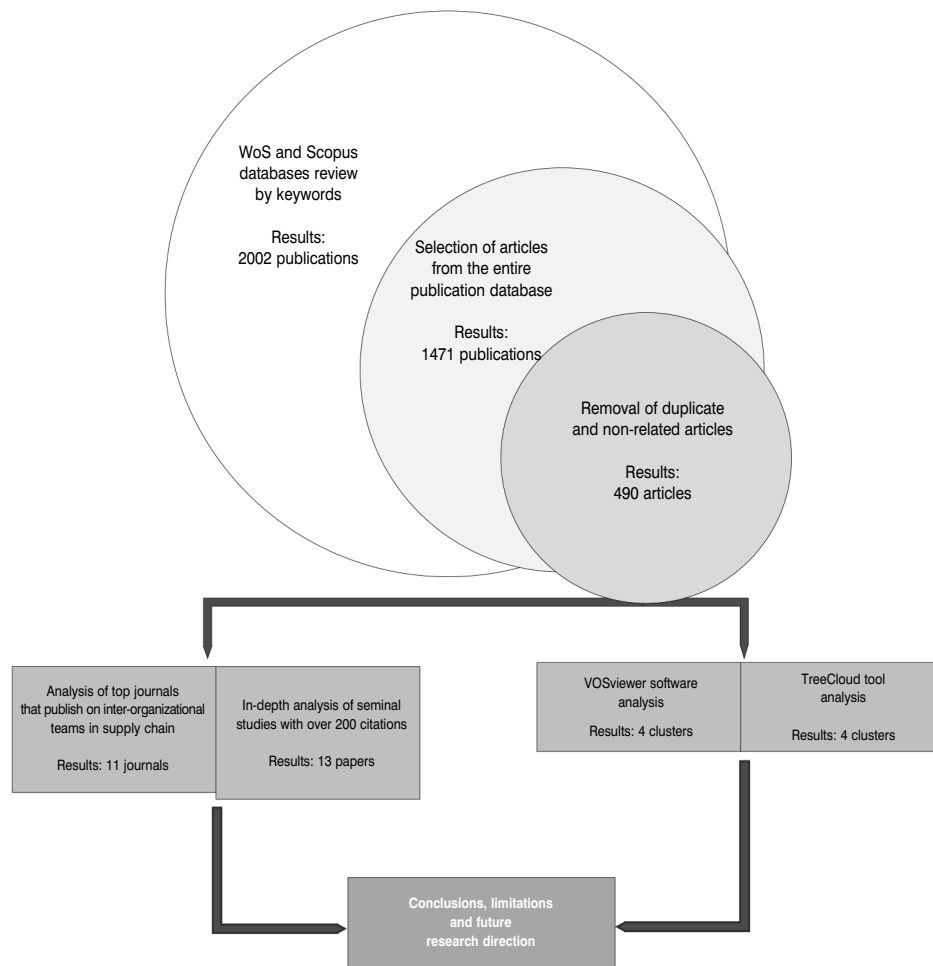 WoS and Scopus
databases review
by keywords
Results:
2002 publications
Selection of articles
from the entire
publication database
Results:
1471 publications
Removal of duplicate
and non-related articles
Results:
490 articles
Analysis of top journals
that publish on inter-organizational
teams in supply chain
Results: 11 journals
In-depth analysis of seminal
studies with over 200 citations
Results: 13 papers
VOSviewer software
analysis
Results: 4 clusters
TreeCloud tool
analysis
Results: 4 clusters
Conclusions, limitations
and future
research direction